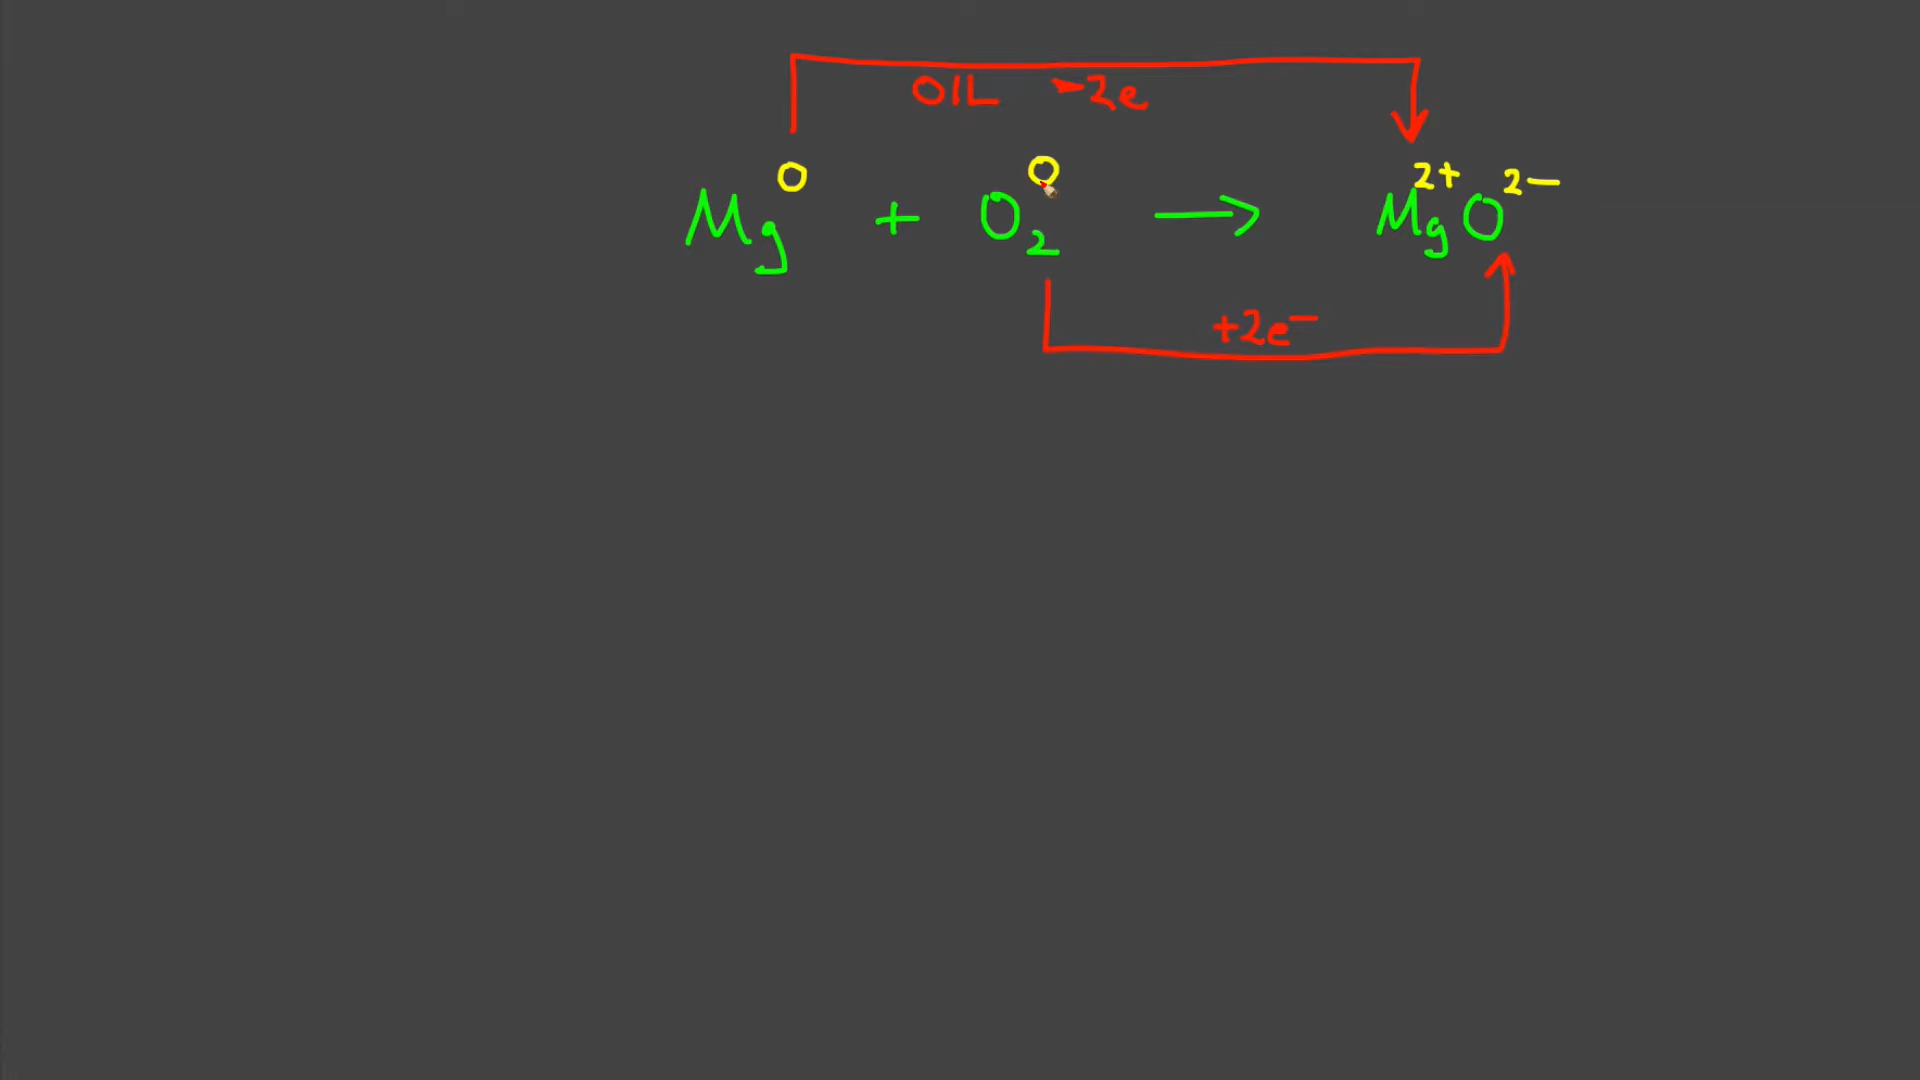 OIL -2e
Mg⁰ + O₂⁰ → Mg²⁺O²⁻
+2e⁻